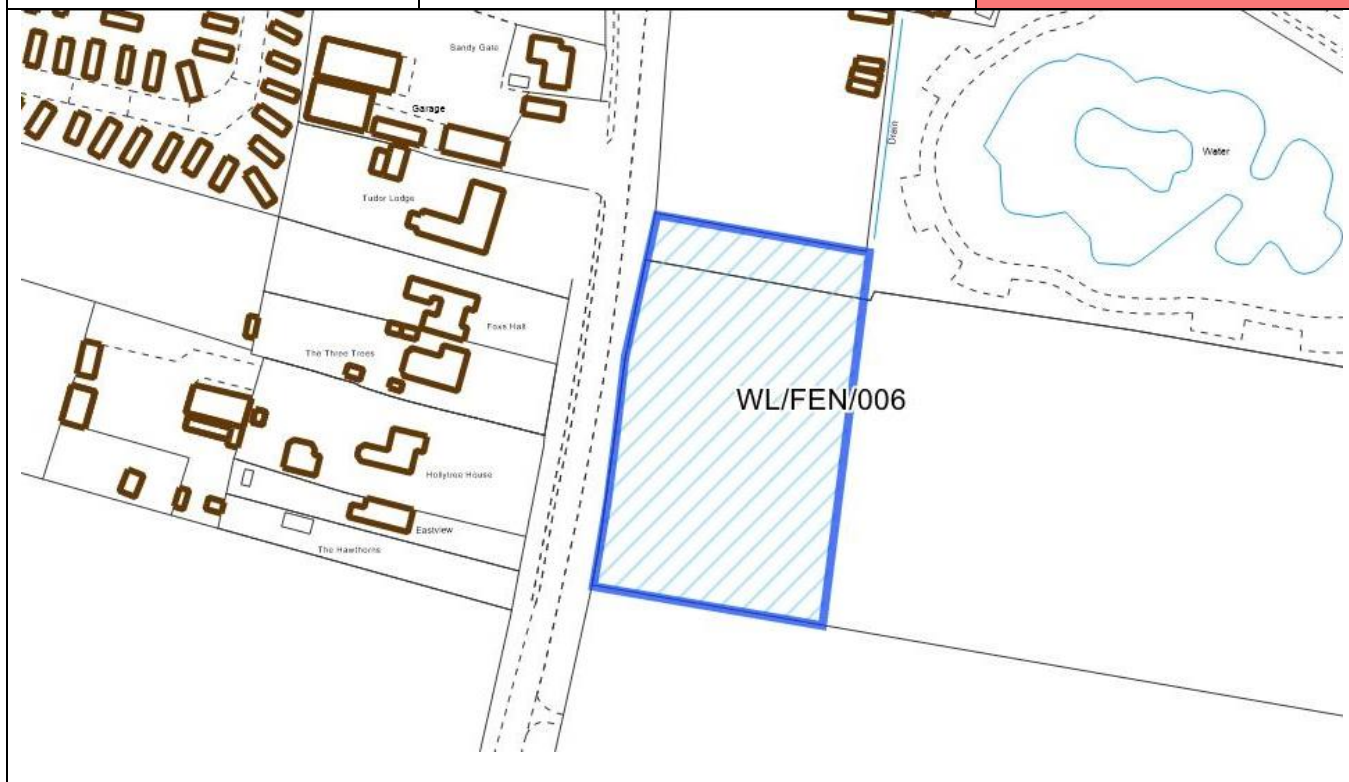 Sandy Gate
Garage
Drain
Water
Tudor Lodge
Foxs Halt
The Three Trees
WL/FEN/006
Hollytree House
Eastview
The Hawthorns